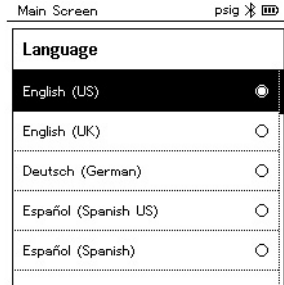 Main Screen psig
Language
English (US)
English (UK)
Deutsch (German)
Español (Spanish US)
Español (Spanish)